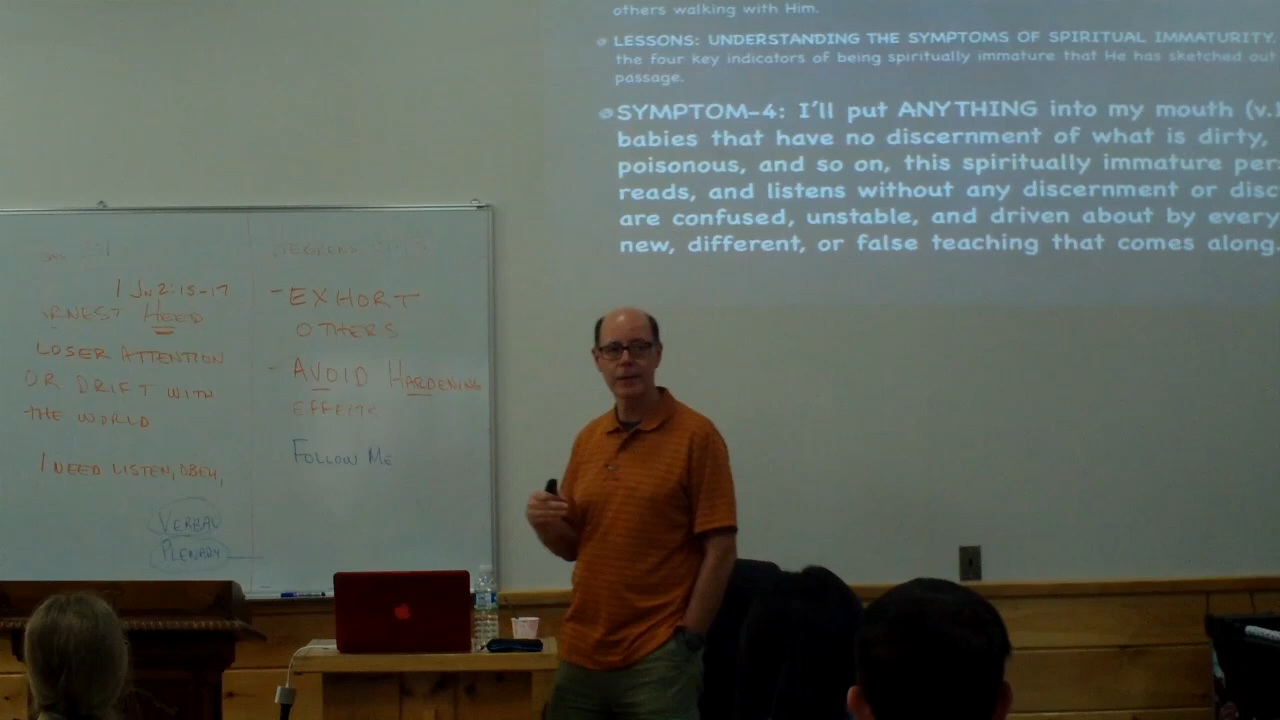 others walking with Him.
LESSONS: UNDERSTANDING THE SYMPTOMS OF SPIRITUAL IMMATURITY.
the four key indicators of being spiritually immature that He has sketched out
passage.
SYMPTOM-4: I'll put ANYTHING into my mouth (v.
babies that have no discernment of what is dirty,
poisonous, and so on, this spiritually immature per
reads, and listens without any discernment or disc
are confused, unstable, and driven about by every
new, different, or false teaching that comes along.
1 JN 2:15-17
RNEST HEED
LOSER ATTENTION
OR DRIFT WITH
THE WORLD
I NEED LISTEN, OBEY,
VERBAL
PLENARY
- EXHORT
OTHERS
- AVOID HARDENING
EFFECTS
FOLLOW ME